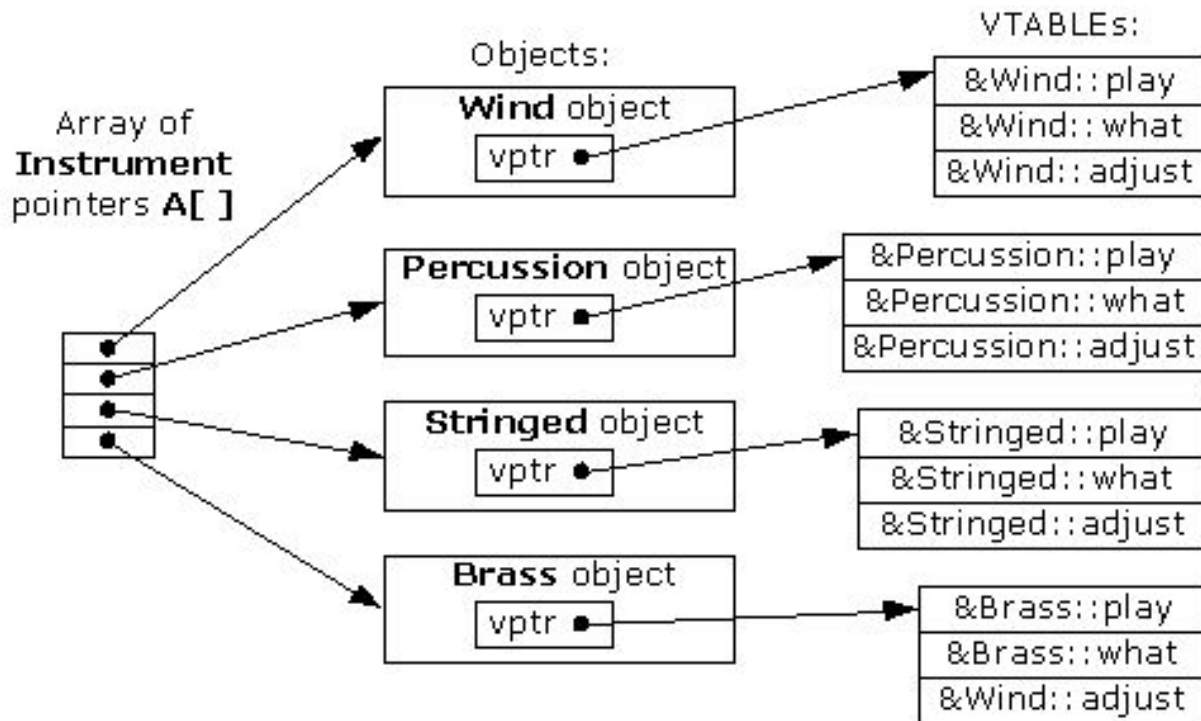 Array of
Instrument
pointers A[ ]
Objects:
Wind object
vptr
Percussion object
vptr
Stringed object
vptr
Brass object
vptr
VTABLEs:
&Wind::play
&Wind::what
&Wind::adjust
&Percussion::play
&Percussion::what
&Percussion::adjust
&Stringed::play
&Stringed::what
&Stringed::adjust
&Brass::play
&Brass::what
&Wind::adjust